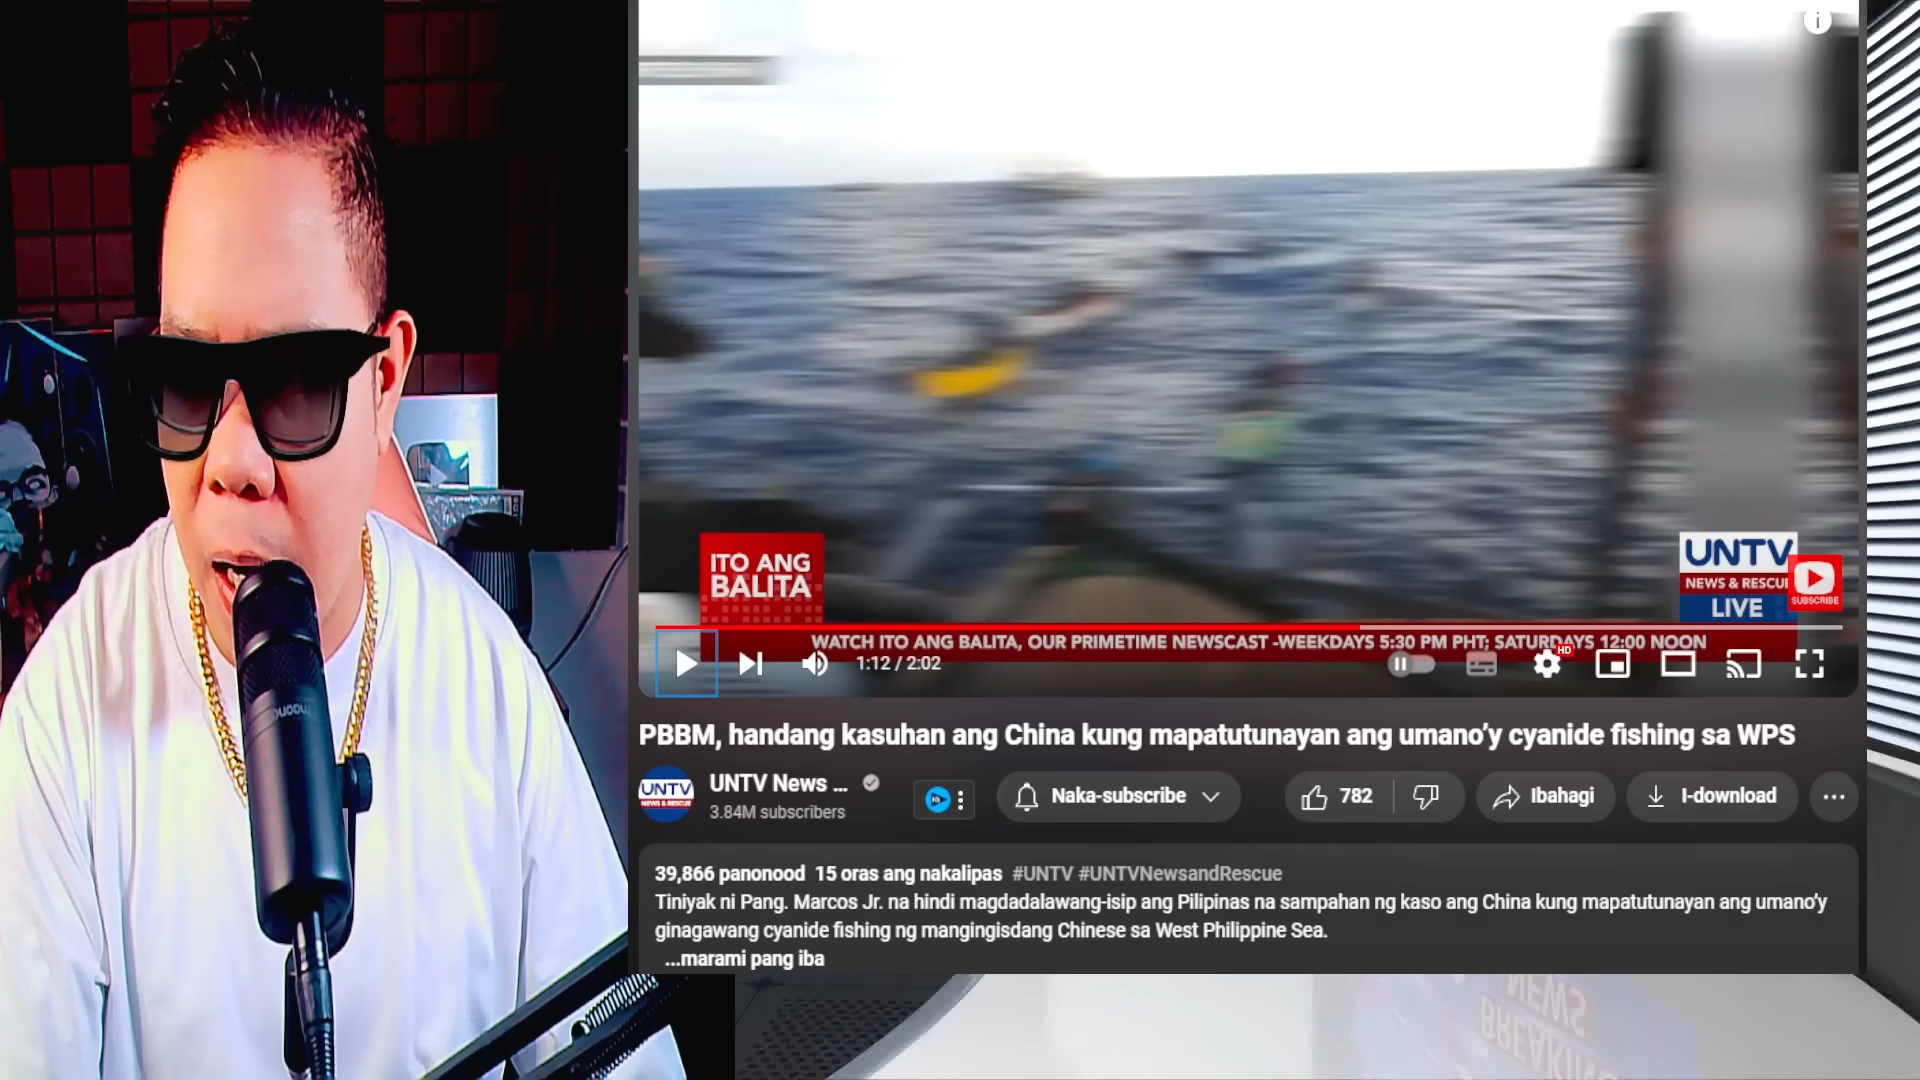 ITO ANG
BALITA
UNTV
NEWS & RESCUE
LIVE
SUBSCRIBE
WATCH ITO ANG BALITA, OUR PRIMETIME NEWSCAST -WEEKDAYS 5:30 PM PHT; SATURDAYS 12:00 NOON
1:12 / 2:02
HD
PBBM, handang kasuhan ang China kung mapatutunayan ang umano’y cyanide fishing sa WPS
UNTV
NEWS & RESCUE
UNTV News ...
3.84M subscribers
Naka-subscribe
782
Ibahagi
I-download
39,866 panonood 15 oras ang nakalipas #UNTV #UNTVNewsandRescue
Tiniyak ni Pang. Marcos Jr. na hindi magdadalawang-isip ang Pilipinas na sampahan ng kaso ang China kung mapatutunayan ang umano’y
ginagawang cyanide fishing ng mangingisdang Chinese sa West Philippine Sea.
...marami pang iba
NEWS
BREAKING